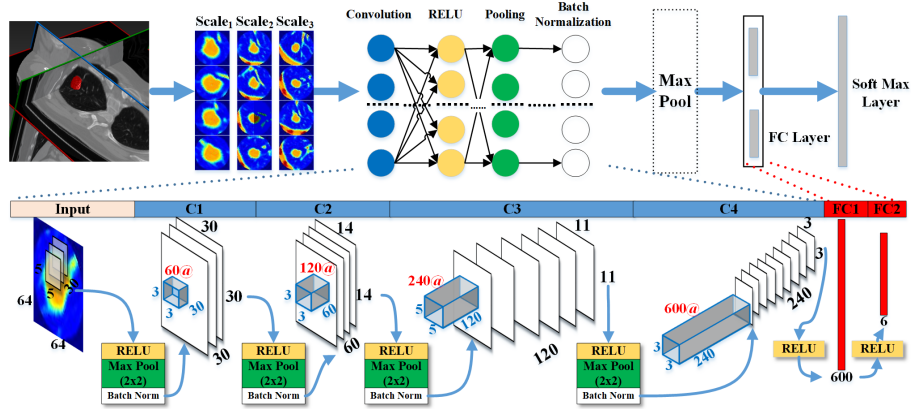 Scale1 Scale2 Scale3
Convolution RELU Pooling Batch Normalization
......
......
Max Pool
FC Layer
Soft Max Layer
Input C1 C2 C3 C4 FC1 FC2
64
64
5
5
30
RELU
Max Pool
(2x2)
Batch Norm
30
60@
3
3
30
30
30
RELU
Max Pool
(2x2)
Batch Norm
14
120@
3
3
60
14
60
RELU
Max Pool
(2x2)
Batch Norm
11
240@
5
5
120
120
11
RELU
Max Pool
(2x2)
Batch Norm
600@
3
3
240
3
3
240
RELU
600
RELU
6